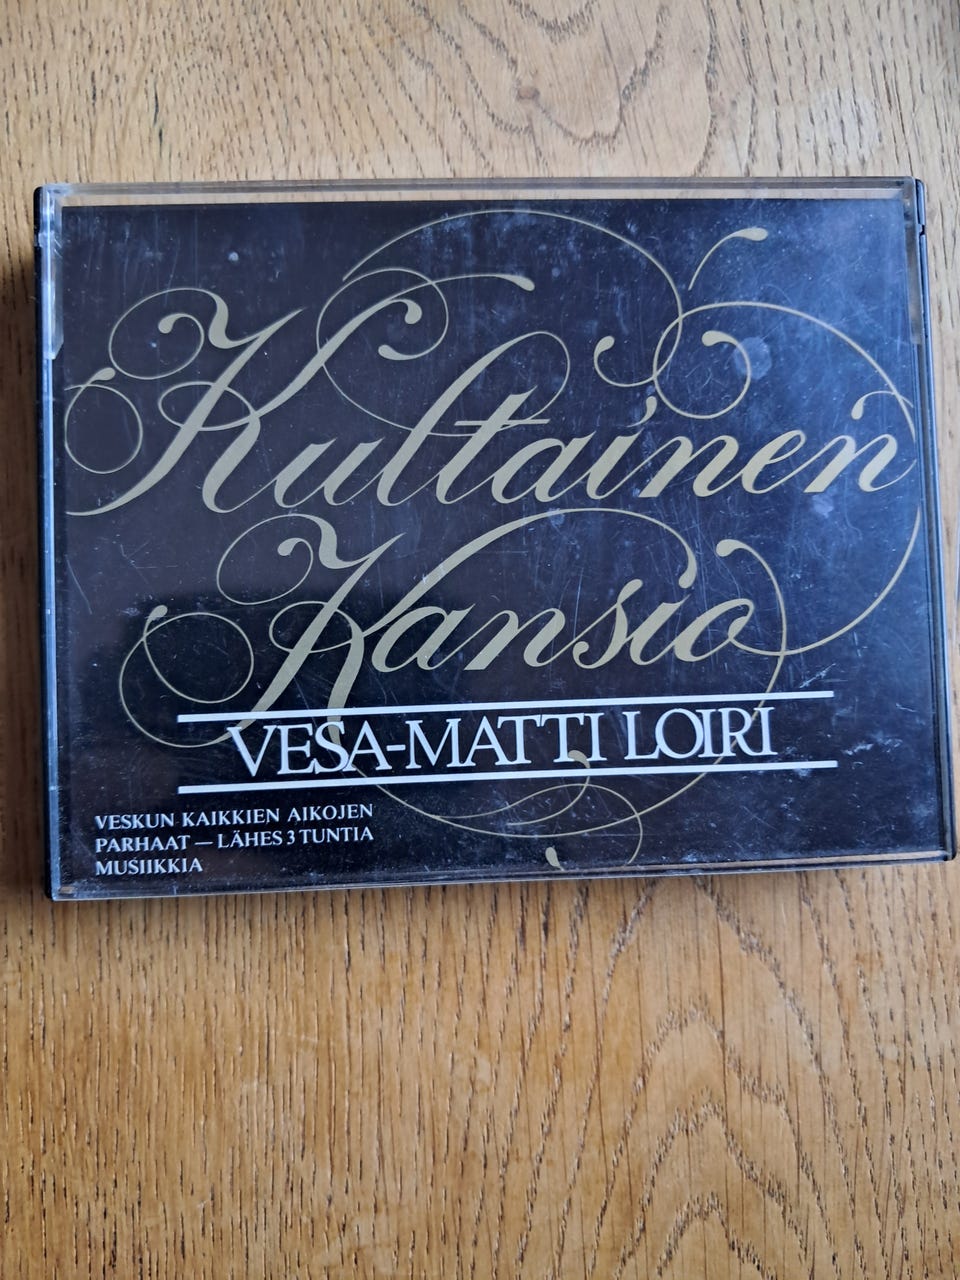 Kultainen
Kansio
VESA-MATTI LOIRI
VESKUN KAIKKIEN AIKOJEN
PARHAAT — LÄHES 3 TUNTIA
MUSIIKKIA